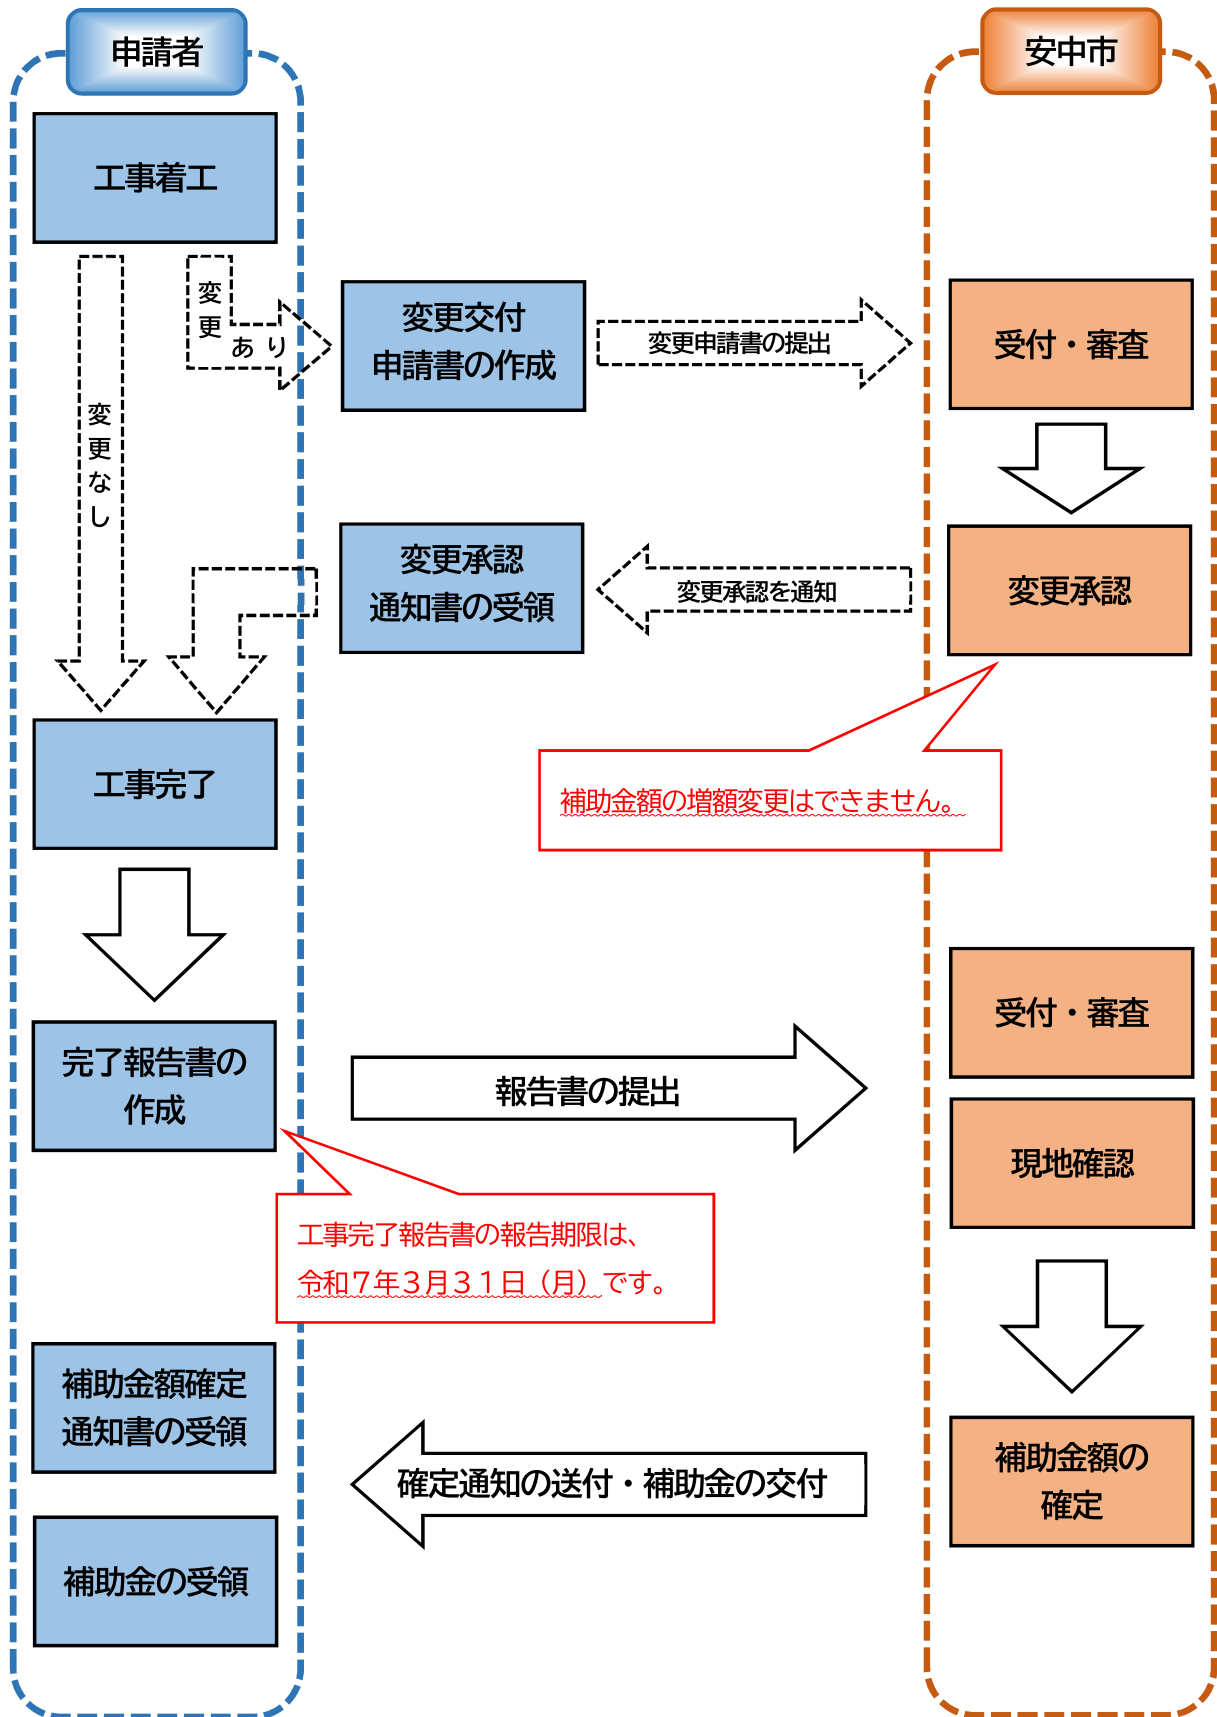 申請者
安中市
工事着工
変更あり
変更なし
変更交付
申請書の作成
変更申請書の提出
受付・審査
変更承認
通知書の受領
変更承認を通知
変更承認
工事完了
補助金額の増額変更はできません。
完了報告書の
作成
報告書の提出
受付・審査
現地確認
工事完了報告書の報告期限は、
令和７年３月３１日（月）です。
補助金額確定
通知書の受領
確定通知の送付・補助金の交付
補助金額の
確定
補助金の受領